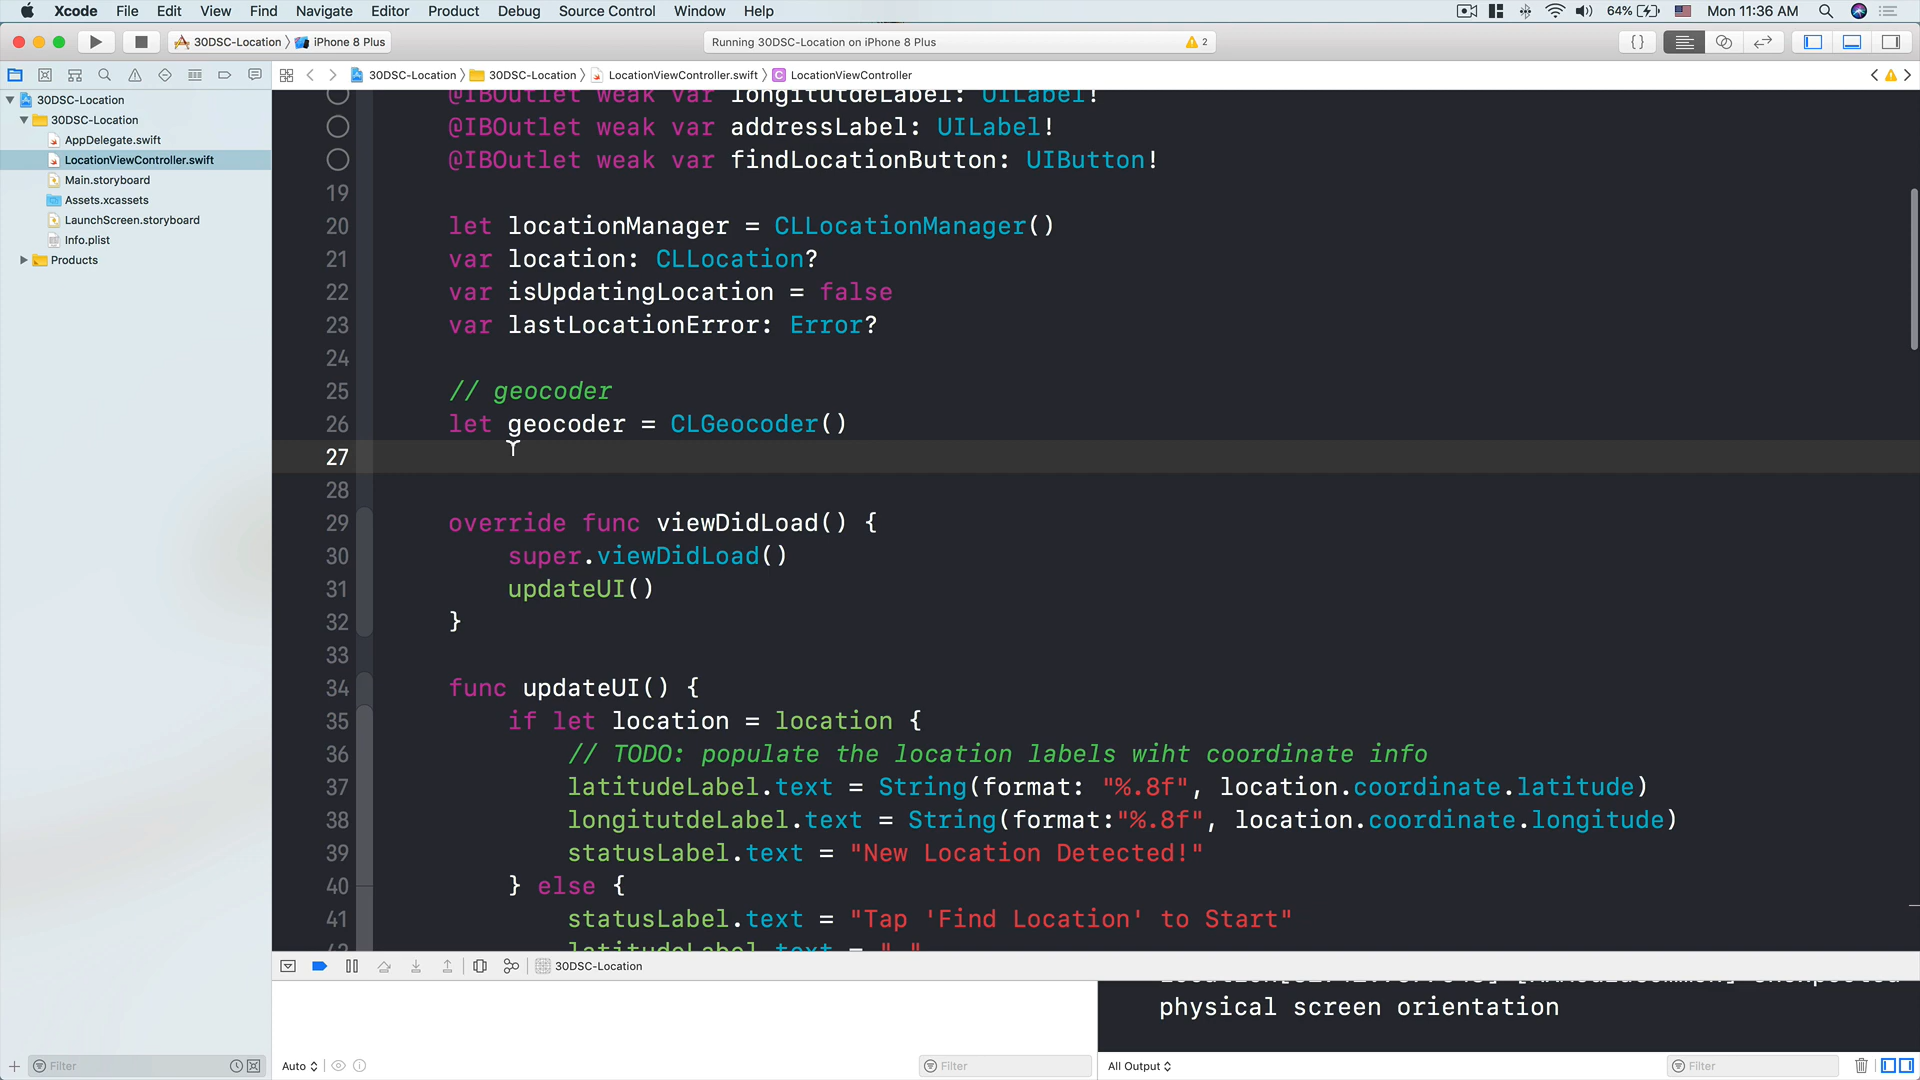 Xcode File Edit View Find Navigate Editor Product Debug Source Control Window Help 64% Mon 11:36 AM
30DSC-Location iPhone 8 Plus Running 30DSC-Location on iPhone 8 Plus 2
30DSC-Location 30DSC-Location LocationViewController.swift C LocationViewController
30DSC-Location
30DSC-Location
AppDelegate.swift
LocationViewController.swift
Main.storyboard
Assets.xcassets
LaunchScreen.storyboard
Info.plist
Products
@IBOutlet weak var longitutdeLabel: UILabel!
@IBOutlet weak var addressLabel: UILabel!
@IBOutlet weak var findLocationButton: UIButton!
19
20 let locationManager = CLLocationManager()
21 var location: CLLocation?
22 var isUpdatingLocation = false
23 var lastLocationError: Error?
24
25 // geocoder
26 let geocoder = CLGeocoder()
27
28
29 override func viewDidLoad() {
30 super.viewDidLoad()
31 updateUI()
32 }
33
34 func updateUI() {
35 if let location = location {
36 // TODO: populate the location labels wiht coordinate info
37 latitudeLabel.text = String(format: "%.8f", location.coordinate.latitude)
38 longitutdeLabel.text = String(format:"%.8f", location.coordinate.longitude)
39 statusLabel.text = "New Location Detected!"
40 } else {
41 statusLabel.text = "Tap 'Find Location' to Start"
42 latitudeLabel.text =
30DSC-Location
physical screen orientation
Filter Auto Filter All Output Filter